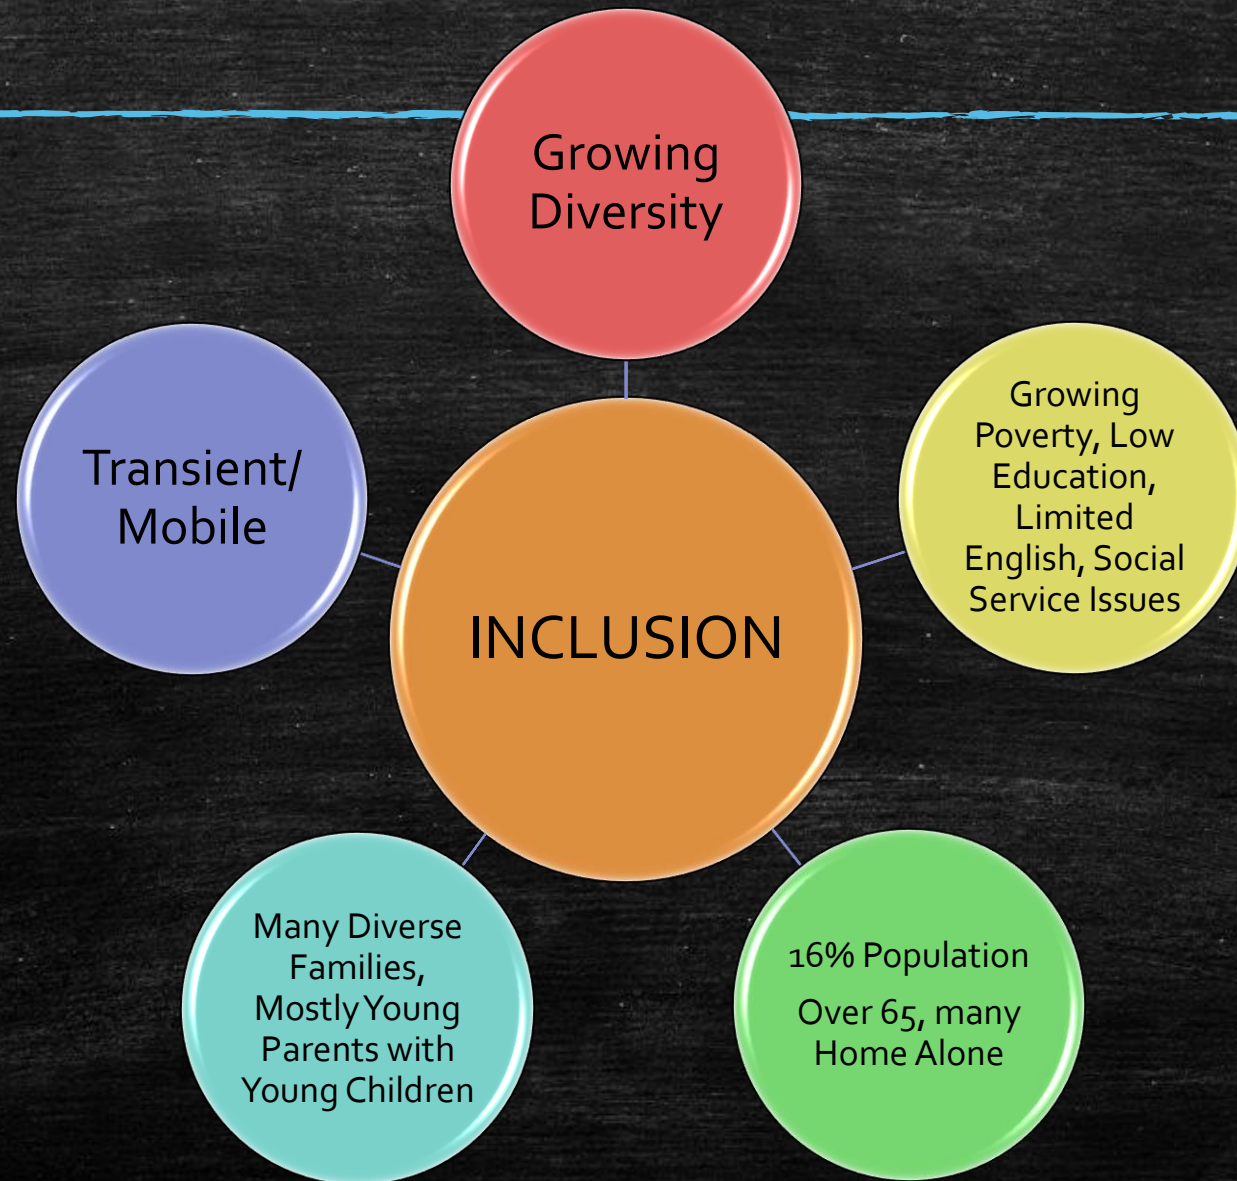 Growing
Diversity
Growing
Poverty, Low
Education,
Limited
English, Social
Service Issues
Transient/
Mobile
INCLUSION
Many Diverse
Families,
Mostly Young
Parents with
Young Children
16% Population
Over 65, many
Home Alone